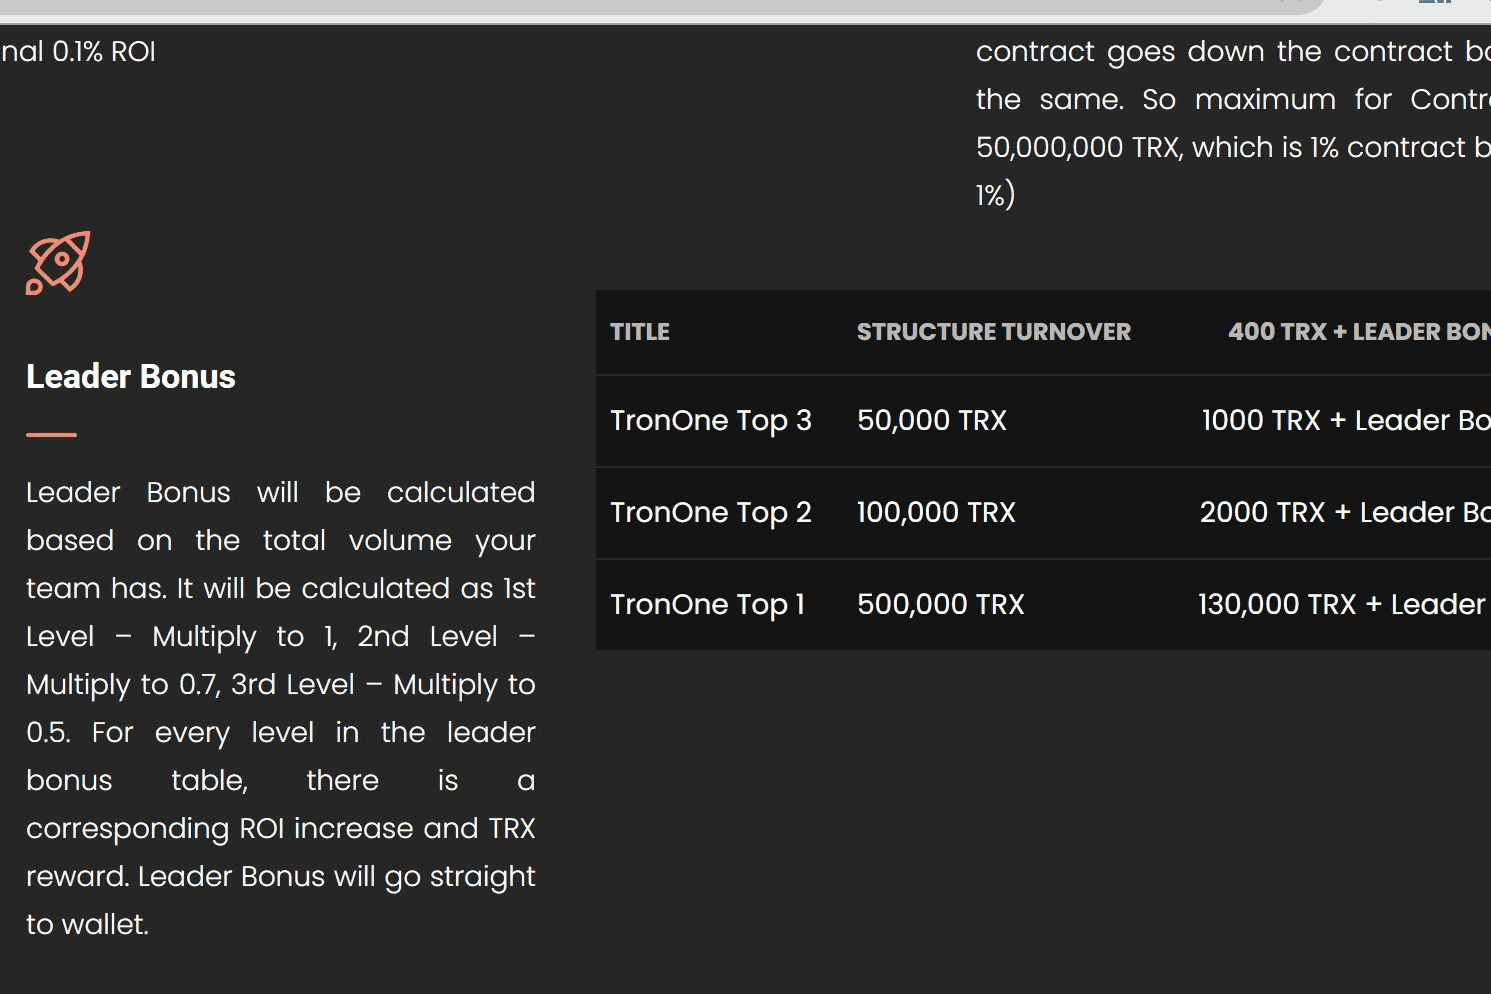 nal 0.1% ROI
contract goes down the contract
the same. So maximum for
50,000,000 TRX, which is 1% contract
1%)
Leader Bonus
Leader Bonus will be calculated
based on the total volume your
team has. It will be calculated as 1st
Level – Multiply to 1, 2nd Level –
Multiply to 0.7, 3rd Level – Multiply to
0.5. For every level in the leader
bonus table, there is a
corresponding ROI increase and TRX
reward. Leader Bonus will go straight
to wallet.
TITLE STRUCTURE TURNOVER 400 TRX + LEADER BON
TronOne Top 3 50,000 TRX 1000 TRX + Leader Bo
TronOne Top 2 100,000 TRX 2000 TRX + Leader Bo
TronOne Top 1 500,000 TRX 130,000 TRX + Leader